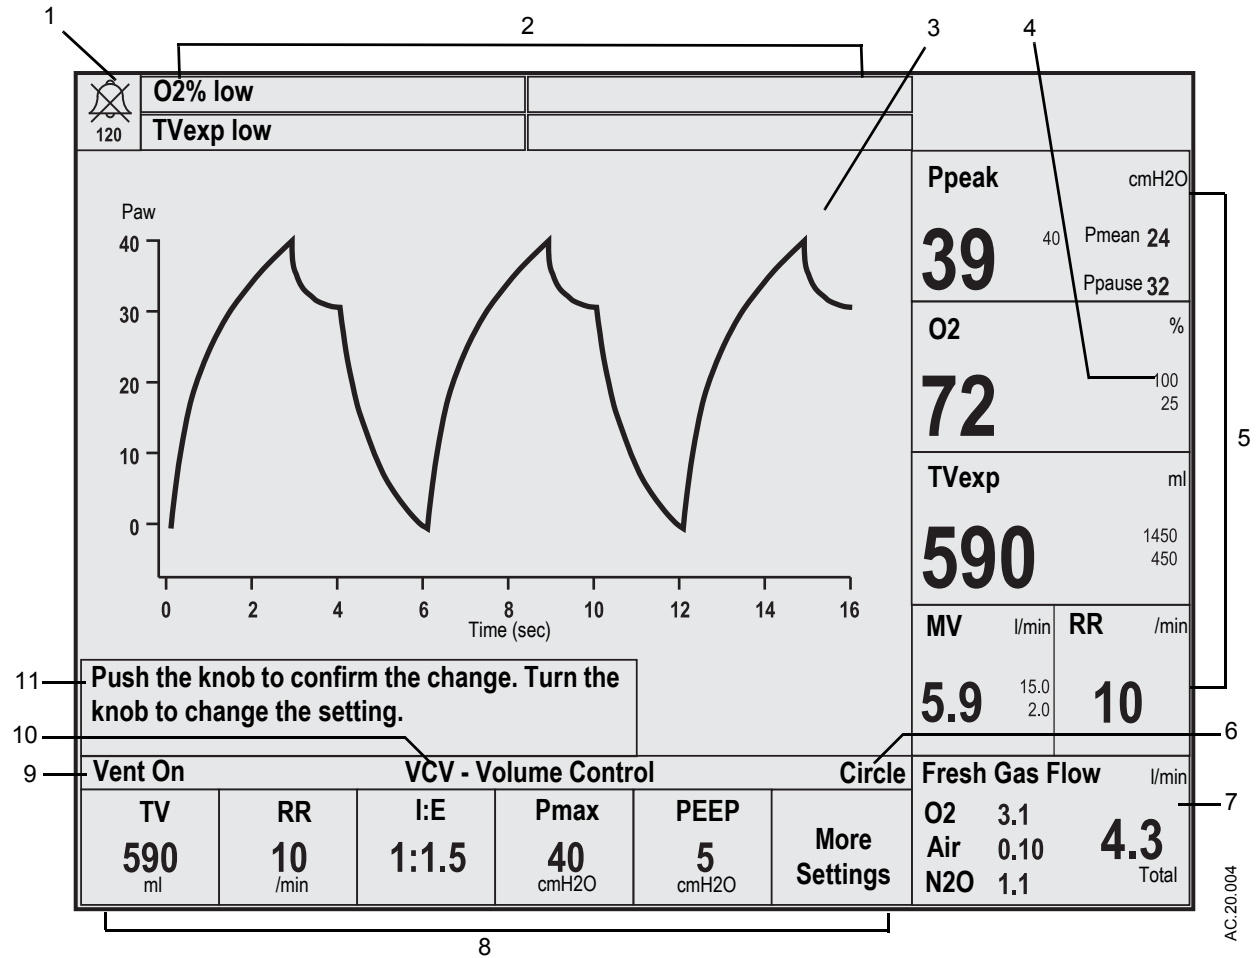 1
2
3
4
O2% low
120
TVexp low
Paw
40
30
20
10
0
0 2 4 6 8 10 12 14 16
Time (sec)
Ppeak cmH2O
39 40 Pmean 24
Ppause 32
O2 %
72 100
25
TVexp ml
590 1450
450
MV l/min RR /min
5.9 15.0 10
2.0
5
11
Push the knob to confirm the change. Turn the
knob to change the setting.
10
6
9
Vent On VCV - Volume Control Circle
TV RR I:E Pmax PEEP
590 10 1:1.5 40 5
ml /min cmH2O cmH2O
More
Settings
Fresh Gas Flow l/min
O2 3.1
Air 0.10
N2O 1.1
4.3
Total
7
8
AC.20.004